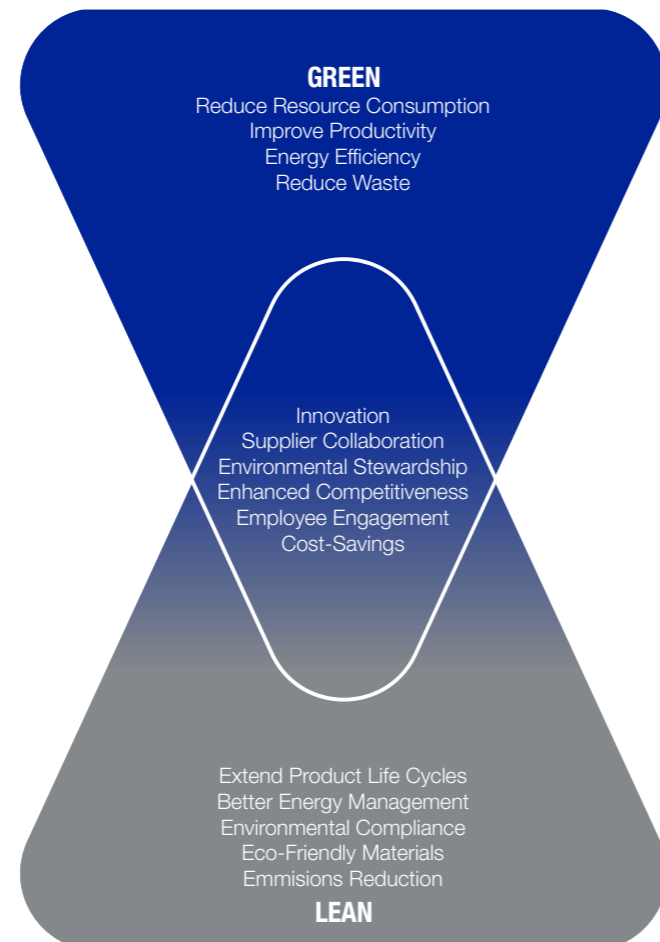 GREEN
Reduce Resource Consumption
Improve Productivity
Energy Efficiency
Reduce Waste
Innovation
Supplier Collaboration
Environmental Stewardship
Enhanced Competitiveness
Employee Engagement
Cost-Savings
Extend Product Life Cycles
Better Energy Management
Environmental Compliance
Eco-Friendly Materials
Emmisions Reduction
LEAN